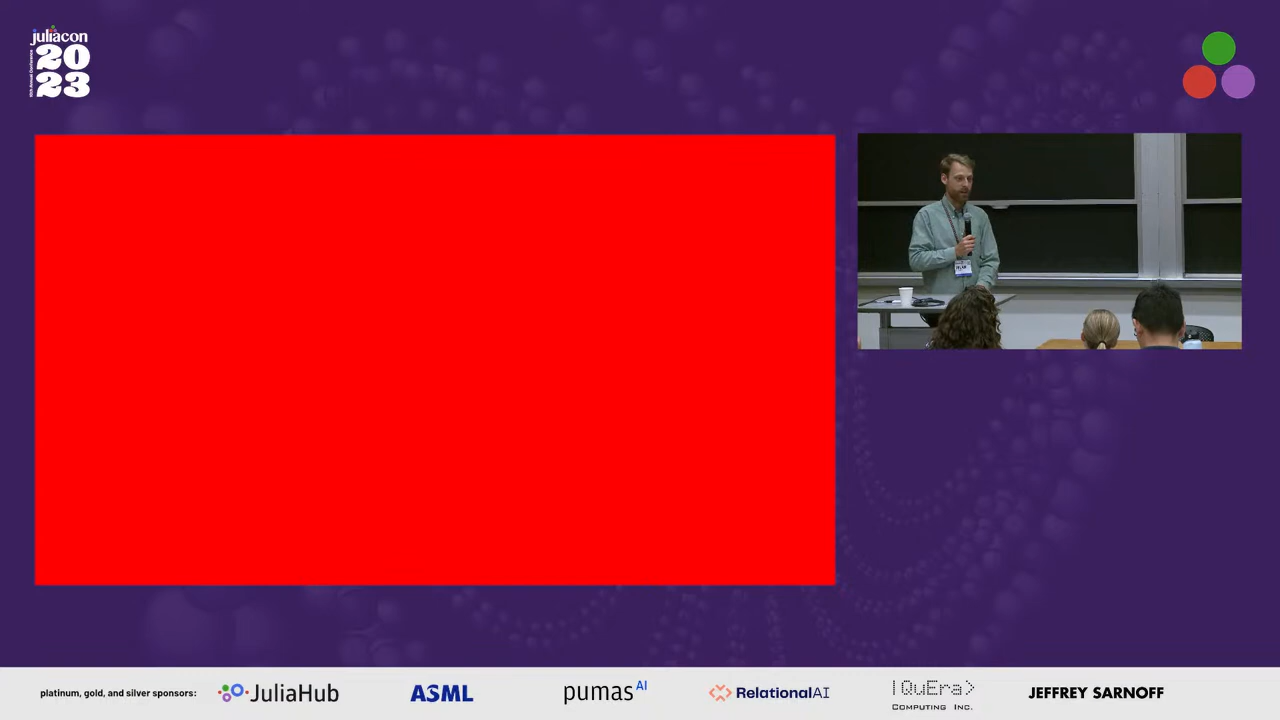 juliacon
20
23
platinum, gold, and silver sponsors:
JuliaHub
ASML
pumas AI
RelationalAI
|QuEra>
COMPUTING INC.
JEFFREY SARNOFF